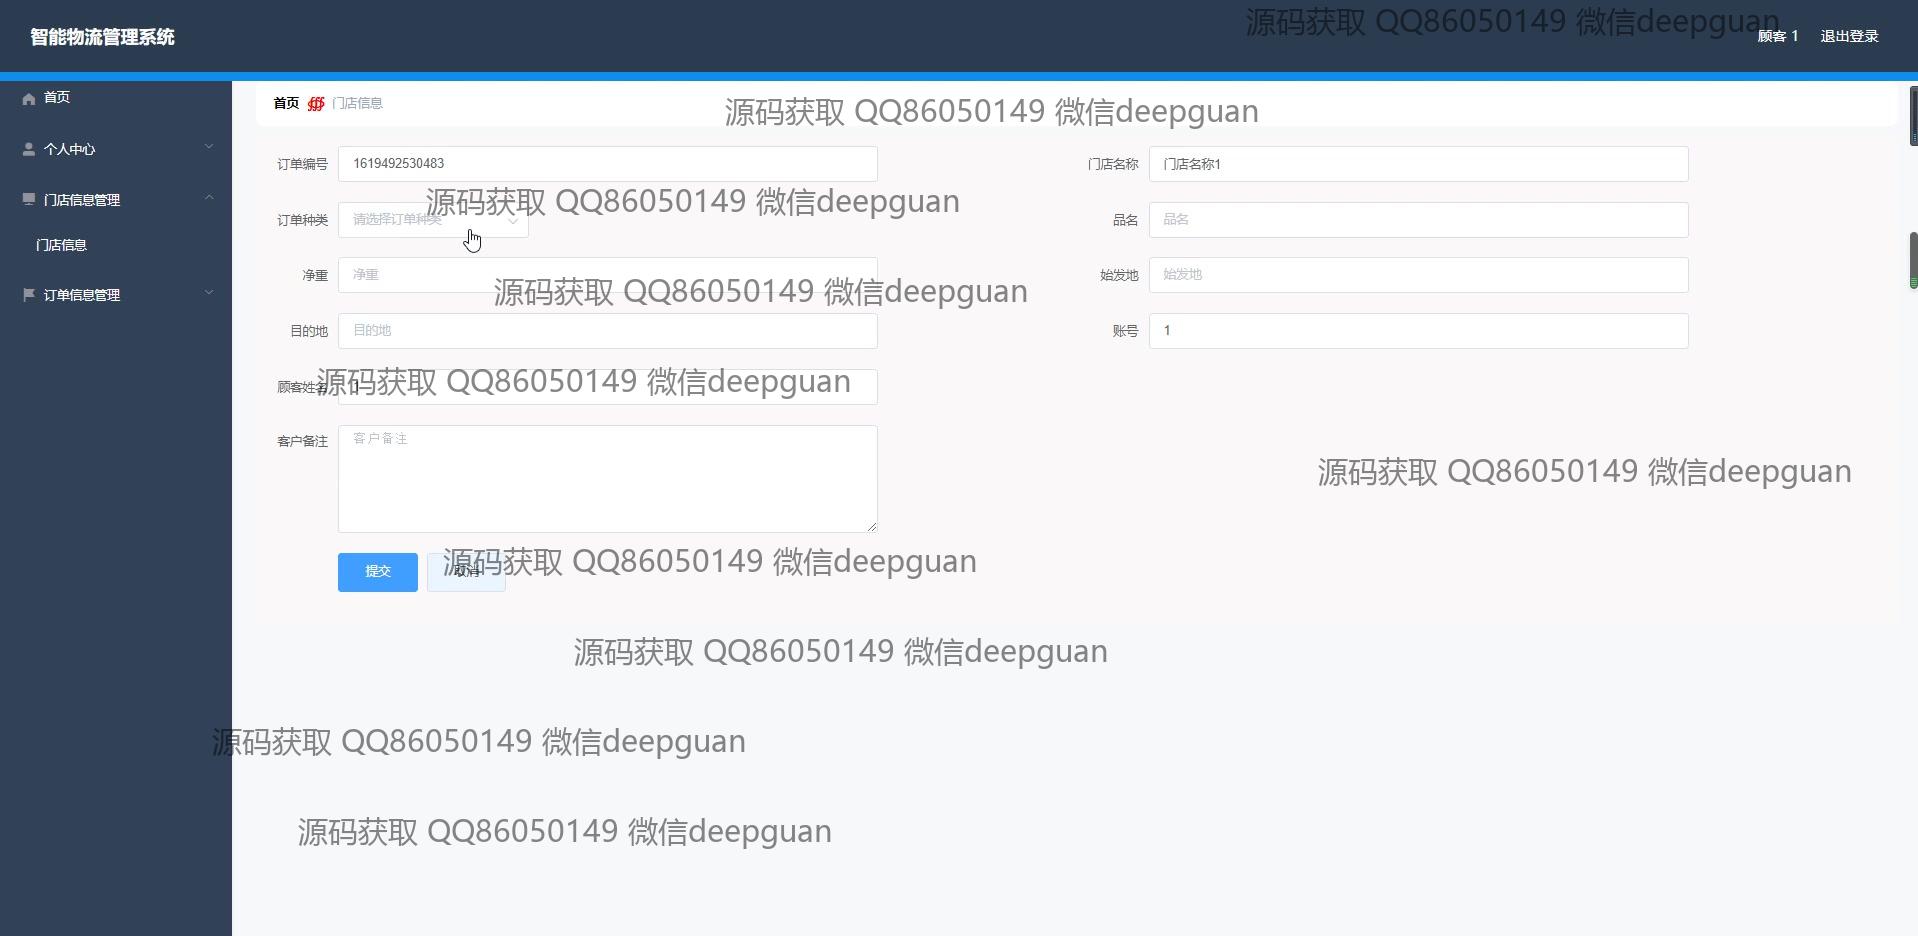 智能物流管理系统
源码获取 QQ86050149 微信deepguan
顾客 1 退出登录
首页
个人中心
门店信息管理
门店信息
订单信息管理
首页 门店信息
源码获取 QQ86050149 微信deepguan
订单编号 1619492530483
门店名称 门店名称1
源码获取 QQ86050149 微信deepguan
订单种类 请选择订单种类
品名 品名
净重 净重
始发地 始发地
源码获取 QQ86050149 微信deepguan
目的地 目的地
账号 1
顾客姓名 1
源码获取 QQ86050149 微信deepguan
客户备注 客户备注
源码获取 QQ86050149 微信deepguan
提交 取消
源码获取 QQ86050149 微信deepguan
源码获取 QQ86050149 微信deepguan
源码获取 QQ86050149 微信deepguan
源码获取 QQ86050149 微信deepguan